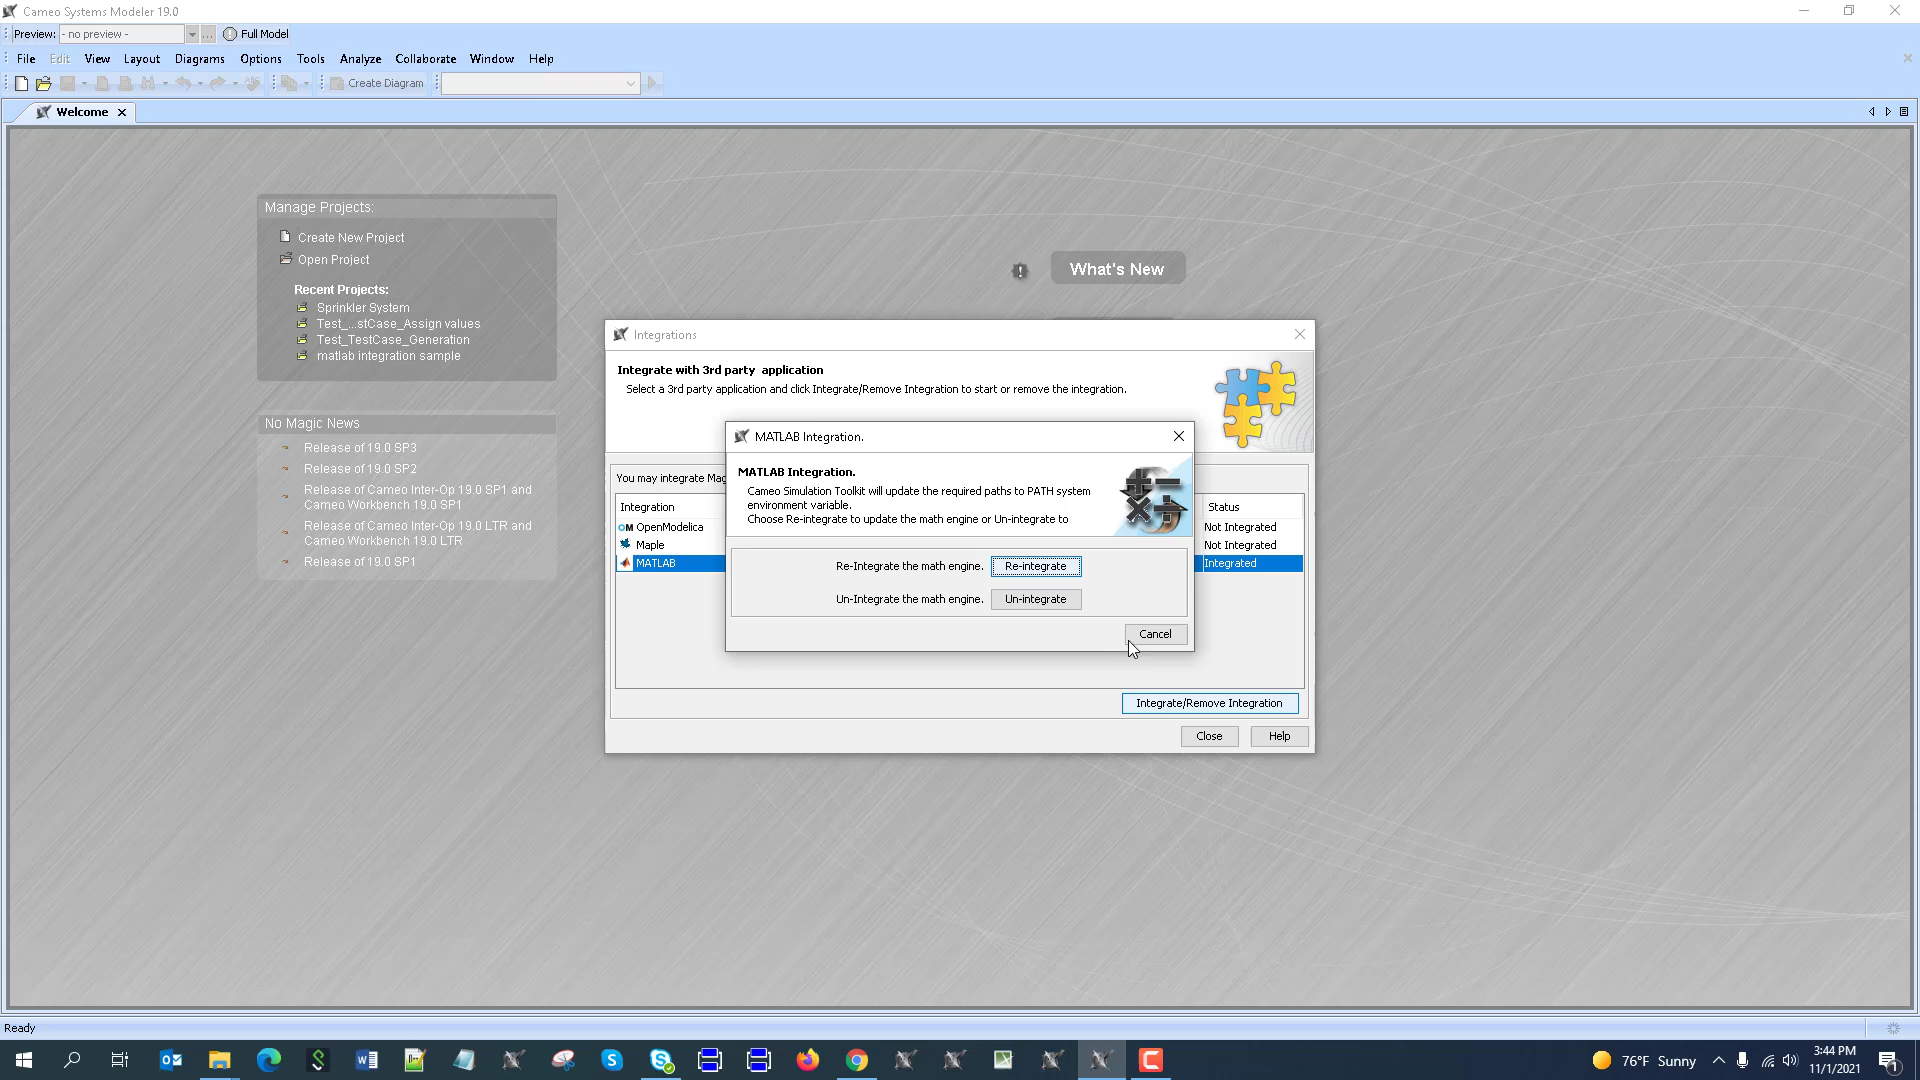 Cameo Systems Modeler 19.0
Preview: - no preview - ... Full Model
File Edit View Layout Diagrams Options Tools Analyze Collaborate Window Help
Create Diagram
Welcome
Manage Projects:
Create New Project
Open Project
Recent Projects:
Sprinkler System
Test_...stCase_Assign values
Test_TestCase_Generation
matlab integration sample
No Magic News
Release of 19.0 SP3
Release of 19.0 SP2
Release of Cameo Inter-Op 19.0 SP1 and
Cameo Workbench 19.0 SP1
Release of Cameo Inter-Op 19.0 LTR and
Cameo Workbench 19.0 LTR
Release of 19.0 SP1
What's New
Integrations
Integrate with 3rd party application
Select a 3rd party application and click Integrate/Remove Integration to start or remove the integration.
You may integrate Mag
Integration Status
OpenModelica Not Integrated
Maple Not Integrated
MATLAB Integrated
MATLAB Integration.
MATLAB Integration.
Cameo Simulation Toolkit will update the required paths to PATH system
environment variable.
Choose Re-integrate to update the math engine or Un-integrate to
Re-Integrate the math engine. Re-integrate
Un-Integrate the math engine. Un-integrate
Cancel
Integrate/Remove Integration
Close Help
Ready
76°F Sunny
3:44 PM
11/1/2021
1